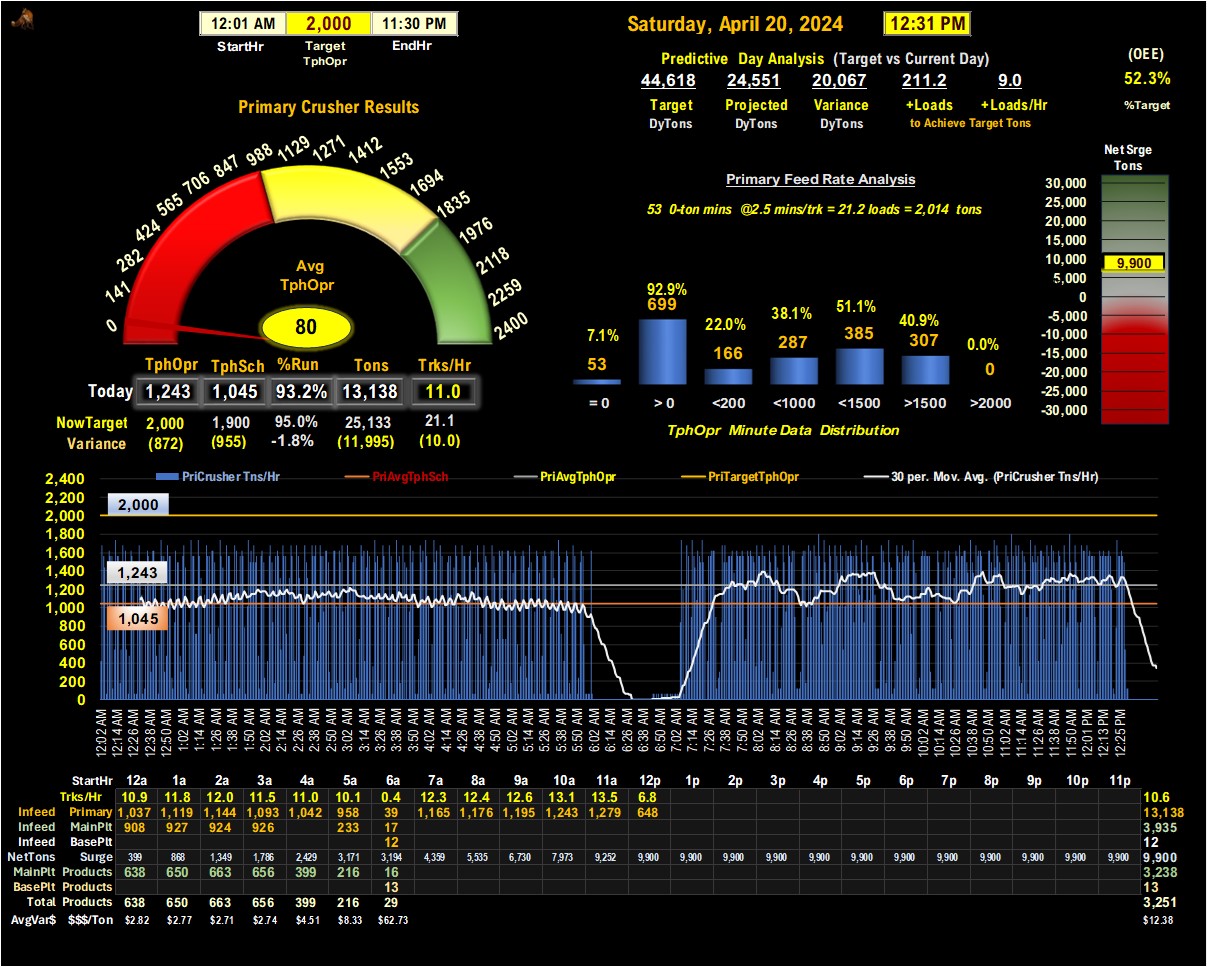 12:01 AM 2,000 11:30 PM
StartHr Target TphOpr EndHr
Saturday, April 20, 2024 12:31 PM
Predictive Day Analysis (Target vs Current Day)
44,618 24,551 20,067 211.2 9.0
Target Projected Variance +Loads +Loads/Hr
DyTons DyTons DyTons to Achieve Target Tons
(OEE)
52.3%
%Target
Primary Crusher Results
0 141 282 424 565 706 847 988 1129 1271 1412 1553 1694 1835 1976 2118 2259 2400
Avg
TphOpr
80
TphOpr TphSch %Run Tons Trks/Hr
Today 1,243 1,045 93.2% 13,138 11.0
NowTarget 2,000 1,900 95.0% 25,133 21.1
Variance (872) (955) -1.8% (11,995) (10.0)
Primary Feed Rate Analysis
53 0-ton mins @2.5 mins/trk = 21.2 loads = 2,014 tons
7.1% 92.9% 22.0% 38.1% 51.1% 40.9% 0.0%
53 699 166 287 385 307 0
= 0 > 0 <200 <1000 <1500 >1500 >2000
TphOpr Minute Data Distribution
Net Srge
Tons
30,000
25,000
20,000
15,000
10,000
9,900
5,000
0
-5,000
-10,000
-15,000
-20,000
-25,000
-30,000
PriCrusher Tns/Hr PriAvgTphSch PriAvgTphOpr PriTargetTphOpr 30 per. Mov. Avg. (PriCrusher Tns/Hr)
2,400
2,200
2,000
1,800
1,600
1,400
1,200
1,000
800
600
400
200
0
2,000
1,243
1,045
12:02 AM 12:14 AM 12:26 AM 12:38 AM 12:50 AM 1:02 AM 1:14 AM 1:26 AM 1:38 AM 1:50 AM 2:02 AM 2:14 AM 2:26 AM 2:38 AM 2:50 AM 3:02 AM 3:14 AM 3:26 AM 3:38 AM 3:50 AM 4:02 AM 4:14 AM 4:26 AM 4:38 AM 4:50 AM 5:02 AM 5:14 AM 5:26 AM 5:38 AM 5:50 AM 6:02 AM 6:14 AM 6:26 AM 6:38 AM 6:50 AM 7:02 AM 7:14 AM 7:26 AM 7:38 AM 7:50 AM 8:02 AM 8:14 AM 8:26 AM 8:38 AM 8:50 AM 9:02 AM 9:14 AM 9:26 AM 9:38 AM 9:50 AM 10:02 AM 10:14 AM 10:26 AM 10:38 AM 10:50 AM 11:02 AM 11:14 AM 11:26 AM 11:38 AM 11:50 AM 12:01 PM 12:13 PM 12:25 PM
StartHr 12a 1a 2a 3a 4a 5a 6a 7a 8a 9a 10a 11a 12p 1p 2p 3p 4p 5p 6p 7p 8p 9p 10p 11p
Trks/Hr 10.9 11.8 12.0 11.5 11.0 10.1 0.4 12.3 12.4 12.6 13.1 13.5 6.8 10.6
Infeed Primary 1,037 1,119 1,144 1,093 1,042 958 39 1,165 1,176 1,195 1,243 1,279 648 13,138
Infeed MainPlt 908 927 924 926 233 17 3,935
Infeed BasePlt 12 12
NetTons Surge 399 868 1,349 1,786 2,429 3,171 3,194 4,359 5,535 6,730 7,973 9,252 9,900 9,900 9,900 9,900 9,900 9,900 9,900 9,900 9,900 9,900 9,900 9,900 9,900
MainPlt Products 638 650 663 656 399 216 16 3,238
BasePlt Products 13 13
Total Products 638 650 663 656 399 216 29 3,251
AvgVar$ $$$/Ton $2.82 $2.77 $2.71 $2.74 $4.51 $8.33 $62.73 $12.38